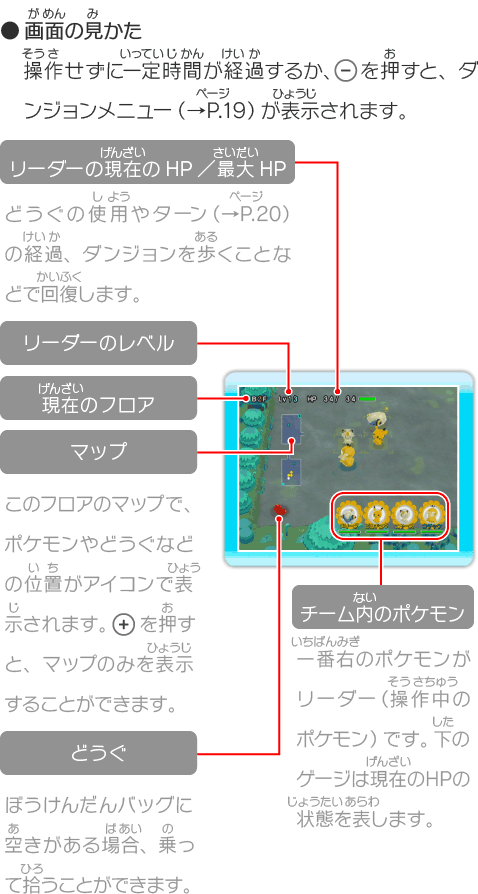 ● 画面の見かた
操作せずに一定時間が経過するか、⊖を押すと、ダ
ンジョンメニュー（→P.19）が表示されます。
リーダーの現在の HP ／最大 HP
どうぐの使用やターン（→P.20）
の経過、ダンジョンを歩くことな
どで回復します。
リーダーのレベル
現在のフロア
マップ
このフロアのマップで、
ポケモンやどうぐなど
の位置がアイコンで表
示されます。⊕を押す
と、マップのみを表示
することができます。
どうぐ
ぼうけんだんバッグに
空きがある場合、乗っ
て拾うことができます。
B2F Lv13 HP 34/ 34
チーム内のポケモン
一番右のポケモンが
リーダー（操作中の
ポケモン）です。下の
ゲージは現在のHPの
状態を表します。